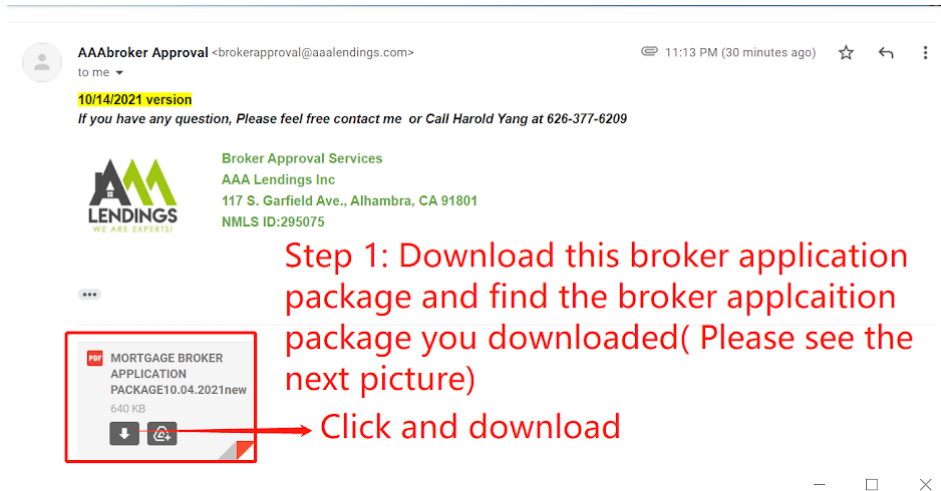 AAAbroker Approval <brokerapproval@aaalendings.com>
11:13 PM (30 minutes ago)
to me
10/14/2021 version
If you have any question, Please feel free contact me or Call Harold Yang at 626-377-6209
AAA
LENDINGS
WE ARE EXPERTS!
Broker Approval Services
AAA Lendings Inc
117 S. Garfield Ave., Alhambra, CA 91801
NMLS ID:295075
Step 1: Download this broker application
package and find the broker applcaition
package you downloaded( Please see the
next picture)
PDF
MORTGAGE BROKER
APPLICATION
PACKAGE10.04.2021new
640 KB
Click and download